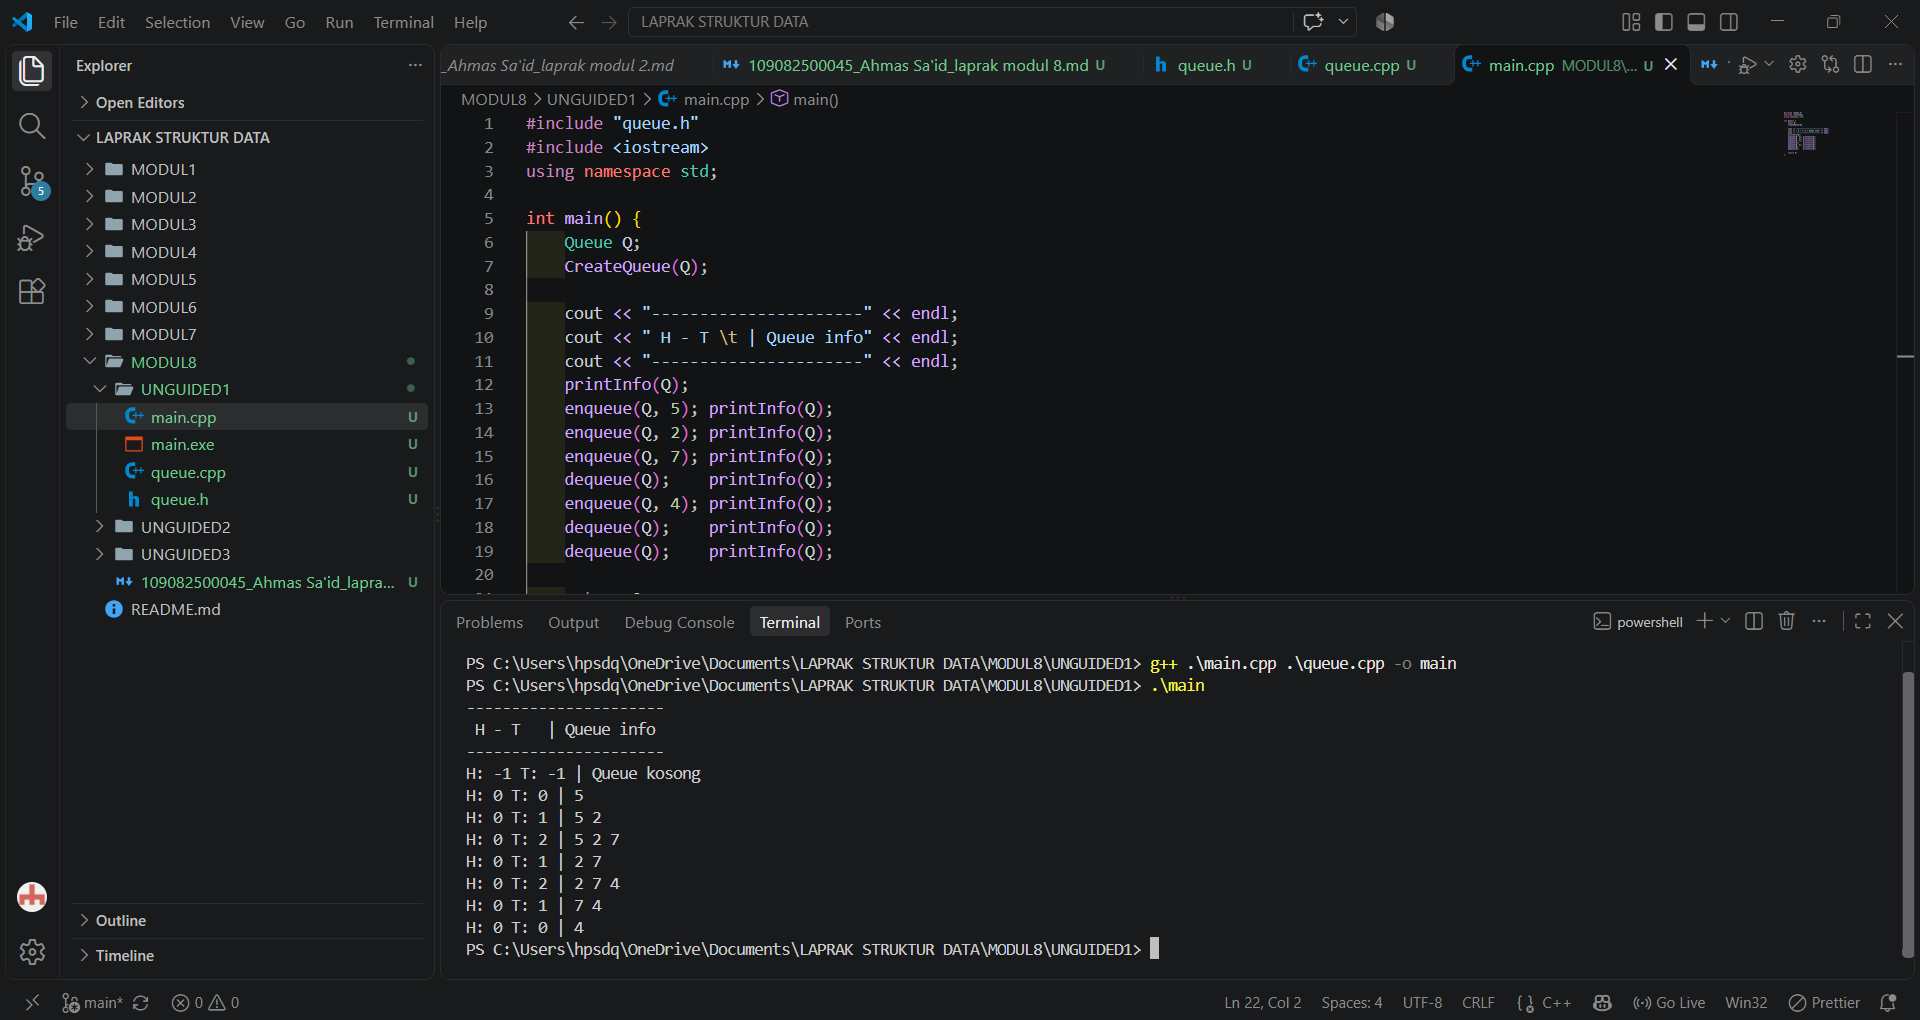 File Edit Selection View Go Run Terminal Help
LAPRAK STRUKTUR DATA
Explorer
Open Editors
LAPRAK STRUKTUR DATA
MODUL1
MODUL2
MODUL3
MODUL4
MODUL5
MODUL6
MODUL7
MODUL8
UNGUIDED1
main.cpp U
main.exe U
queue.cpp U
queue.h U
UNGUIDED2
UNGUIDED3
109082500045_Ahmas Sa'id_lapra... U
README.md
Outline
Timeline
5
_Ahmas Sa'id_laprak modul 2.md
109082500045_Ahmas Sa'id_laprak modul 8.md U
queue.h U
queue.cpp U
main.cpp MODUL8\... U
MODUL8 > UNGUIDED1 > main.cpp > main()
1 #include "queue.h"
2 #include <iostream>
3 using namespace std;
4
5 int main() {
6 Queue Q;
7 CreateQueue(Q);
8
9 cout << "----------------------" << endl;
10 cout << " H - T \t | Queue info" << endl;
11 cout << "----------------------" << endl;
12 printInfo(Q);
13 enqueue(Q, 5); printInfo(Q);
14 enqueue(Q, 2); printInfo(Q);
15 enqueue(Q, 7); printInfo(Q);
16 dequeue(Q);    printInfo(Q);
17 enqueue(Q, 4); printInfo(Q);
18 dequeue(Q);    printInfo(Q);
19 dequeue(Q);    printInfo(Q);
20
Problems Output Debug Console Terminal Ports
powershell
PS C:\Users\hpsdq\OneDrive\Documents\LAPRAK STRUKTUR DATA\MODUL8\UNGUIDED1> g++ .\main.cpp .\queue.cpp -o main
PS C:\Users\hpsdq\OneDrive\Documents\LAPRAK STRUKTUR DATA\MODUL8\UNGUIDED1> .\main
----------------------
H - T   | Queue info
----------------------
H: -1 T: -1 | Queue kosong
H: 0 T: 0 | 5
H: 0 T: 1 | 5 2
H: 0 T: 2 | 5 2 7
H: 0 T: 1 | 2 7
H: 0 T: 2 | 2 7 4
H: 0 T: 1 | 7 4
H: 0 T: 0 | 4
PS C:\Users\hpsdq\OneDrive\Documents\LAPRAK STRUKTUR DATA\MODUL8\UNGUIDED1>
main* 0 0
Ln 22, Col 2 Spaces: 4 UTF-8 CRLF C++ Go Live Win32 Prettier